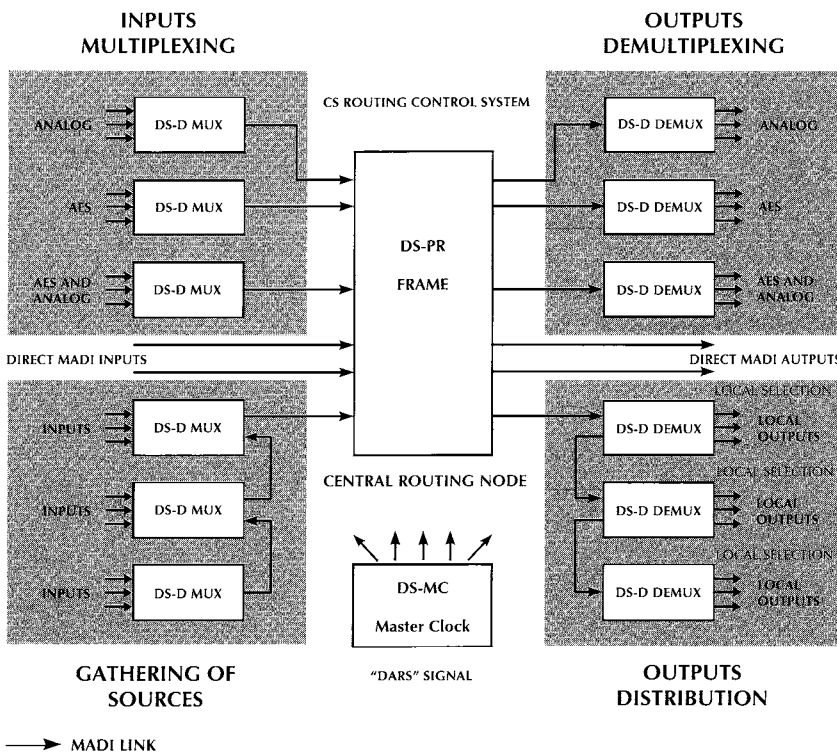 INPUTS
MULTIPLEXING
OUTPUTS
DEMULTIPLEXING
CS ROUTING CONTROL SYSTEM
ANALOG
DS-D MUX
DS-D DEMUX
ANALOG
AES
DS-D MUX
DS-D DEMUX
AES
DS-PR
FRAME
AES AND
ANALOG
DS-D MUX
DS-D DEMUX
AES AND
ANALOG
DIRECT MADI INPUTS
DIRECT MADI AUTPUTS
LOCAL SELECTION
INPUTS
DS-D MUX
DS-D DEMUX
LOCAL
OUTPUTS
CENTRAL ROUTING NODE
LOCAL SELECTION
INPUTS
DS-D MUX
DS-D DEMUX
LOCAL
OUTPUTS
LOCAL SELECTION
INPUTS
DS-D MUX
DS-D DEMUX
LOCAL
OUTPUTS
DS-MC
Master Clock
"DARS" SIGNAL
GATHERING OF
SOURCES
OUTPUTS
DISTRIBUTION
MADI LINK